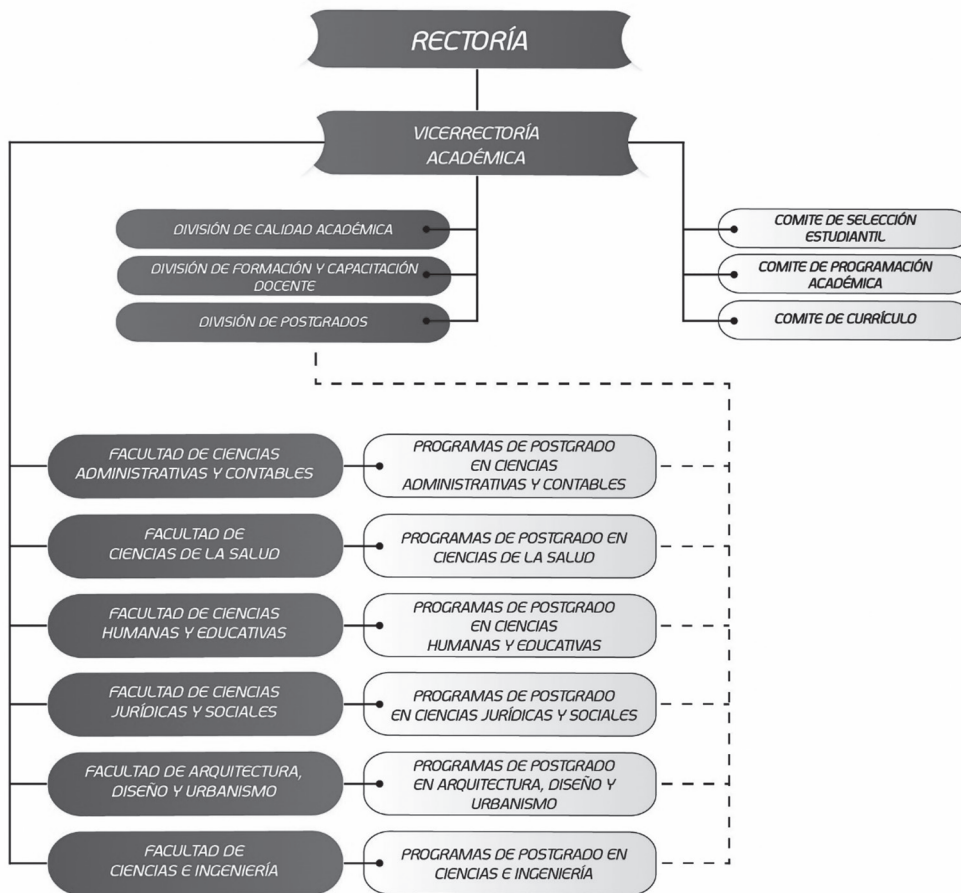 RECTORÍA
VICERRECTORÍA
ACADÉMICA
DIVISIÓN DE CALIDAD ACADÉMICA
DIVISIÓN DE FORMACIÓN Y CAPACITACIÓN
DOCENTE
DIVISIÓN DE POSTGRADOS
COMITE DE SELECCIÓN
ESTUDIANTIL
COMITE DE PROGRAMACIÓN
ACADÉMICA
COMITE DE CURRÍCULO
FACULTAD DE CIENCIAS
ADMINISTRATIVAS Y CONTABLES
PROGRAMAS DE POSTGRADO
EN CIENCIAS
ADMINISTRATIVAS Y CONTABLES
FACULTAD DE
CIENCIAS DE LA SALUD
PROGRAMAS DE POSTGRADO EN
CIENCIAS DE LA SALUD
FACULTAD DE CIENCIAS
HUMANAS Y EDUCATIVAS
PROGRAMAS DE POSTGRADO
EN CIENCIAS
HUMANAS Y EDUCATIVAS
FACULTAD DE CIENCIAS
JURÍDICAS Y SOCIALES
PROGRAMAS DE POSTGRADO
EN CIENCIAS JURÍDICAS Y SOCIALES
FACULTAD DE ARQUITECTURA,
DISEÑO Y URBANISMO
PROGRAMAS DE POSTGRADO
EN ARQUITECTURA, DISEÑO Y
URBANISMO
FACULTAD DE
CIENCIAS E INGENIERÍA
PROGRAMAS DE POSTGRADO EN
CIENCIAS E INGENIERÍA